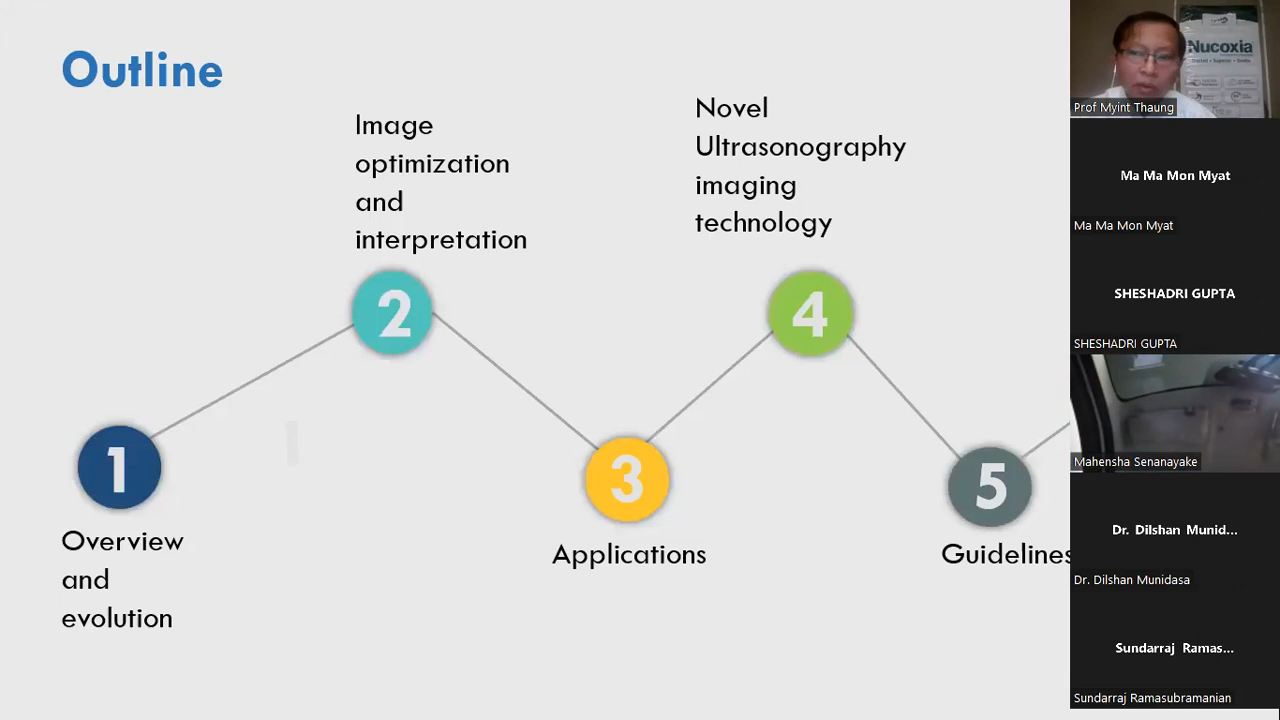 Outline
Image
optimization
and
interpretation
Novel
Ultrasonography
imaging
technology
2
4
1
3
5
Overview
and
evolution
Applications
Guidelines
Nucoxia
Prof Myint Thaung
Ma Ma Mon Myat
Ma Ma Mon Myat
SHESHADRI GUPTA
SHESHADRI GUPTA
Mahensha Senanayake
Dr. Dilshan Munid...
Dr. Dilshan Munidasa
Sundarraj Ramas...
Sundarraj Ramasubramanian